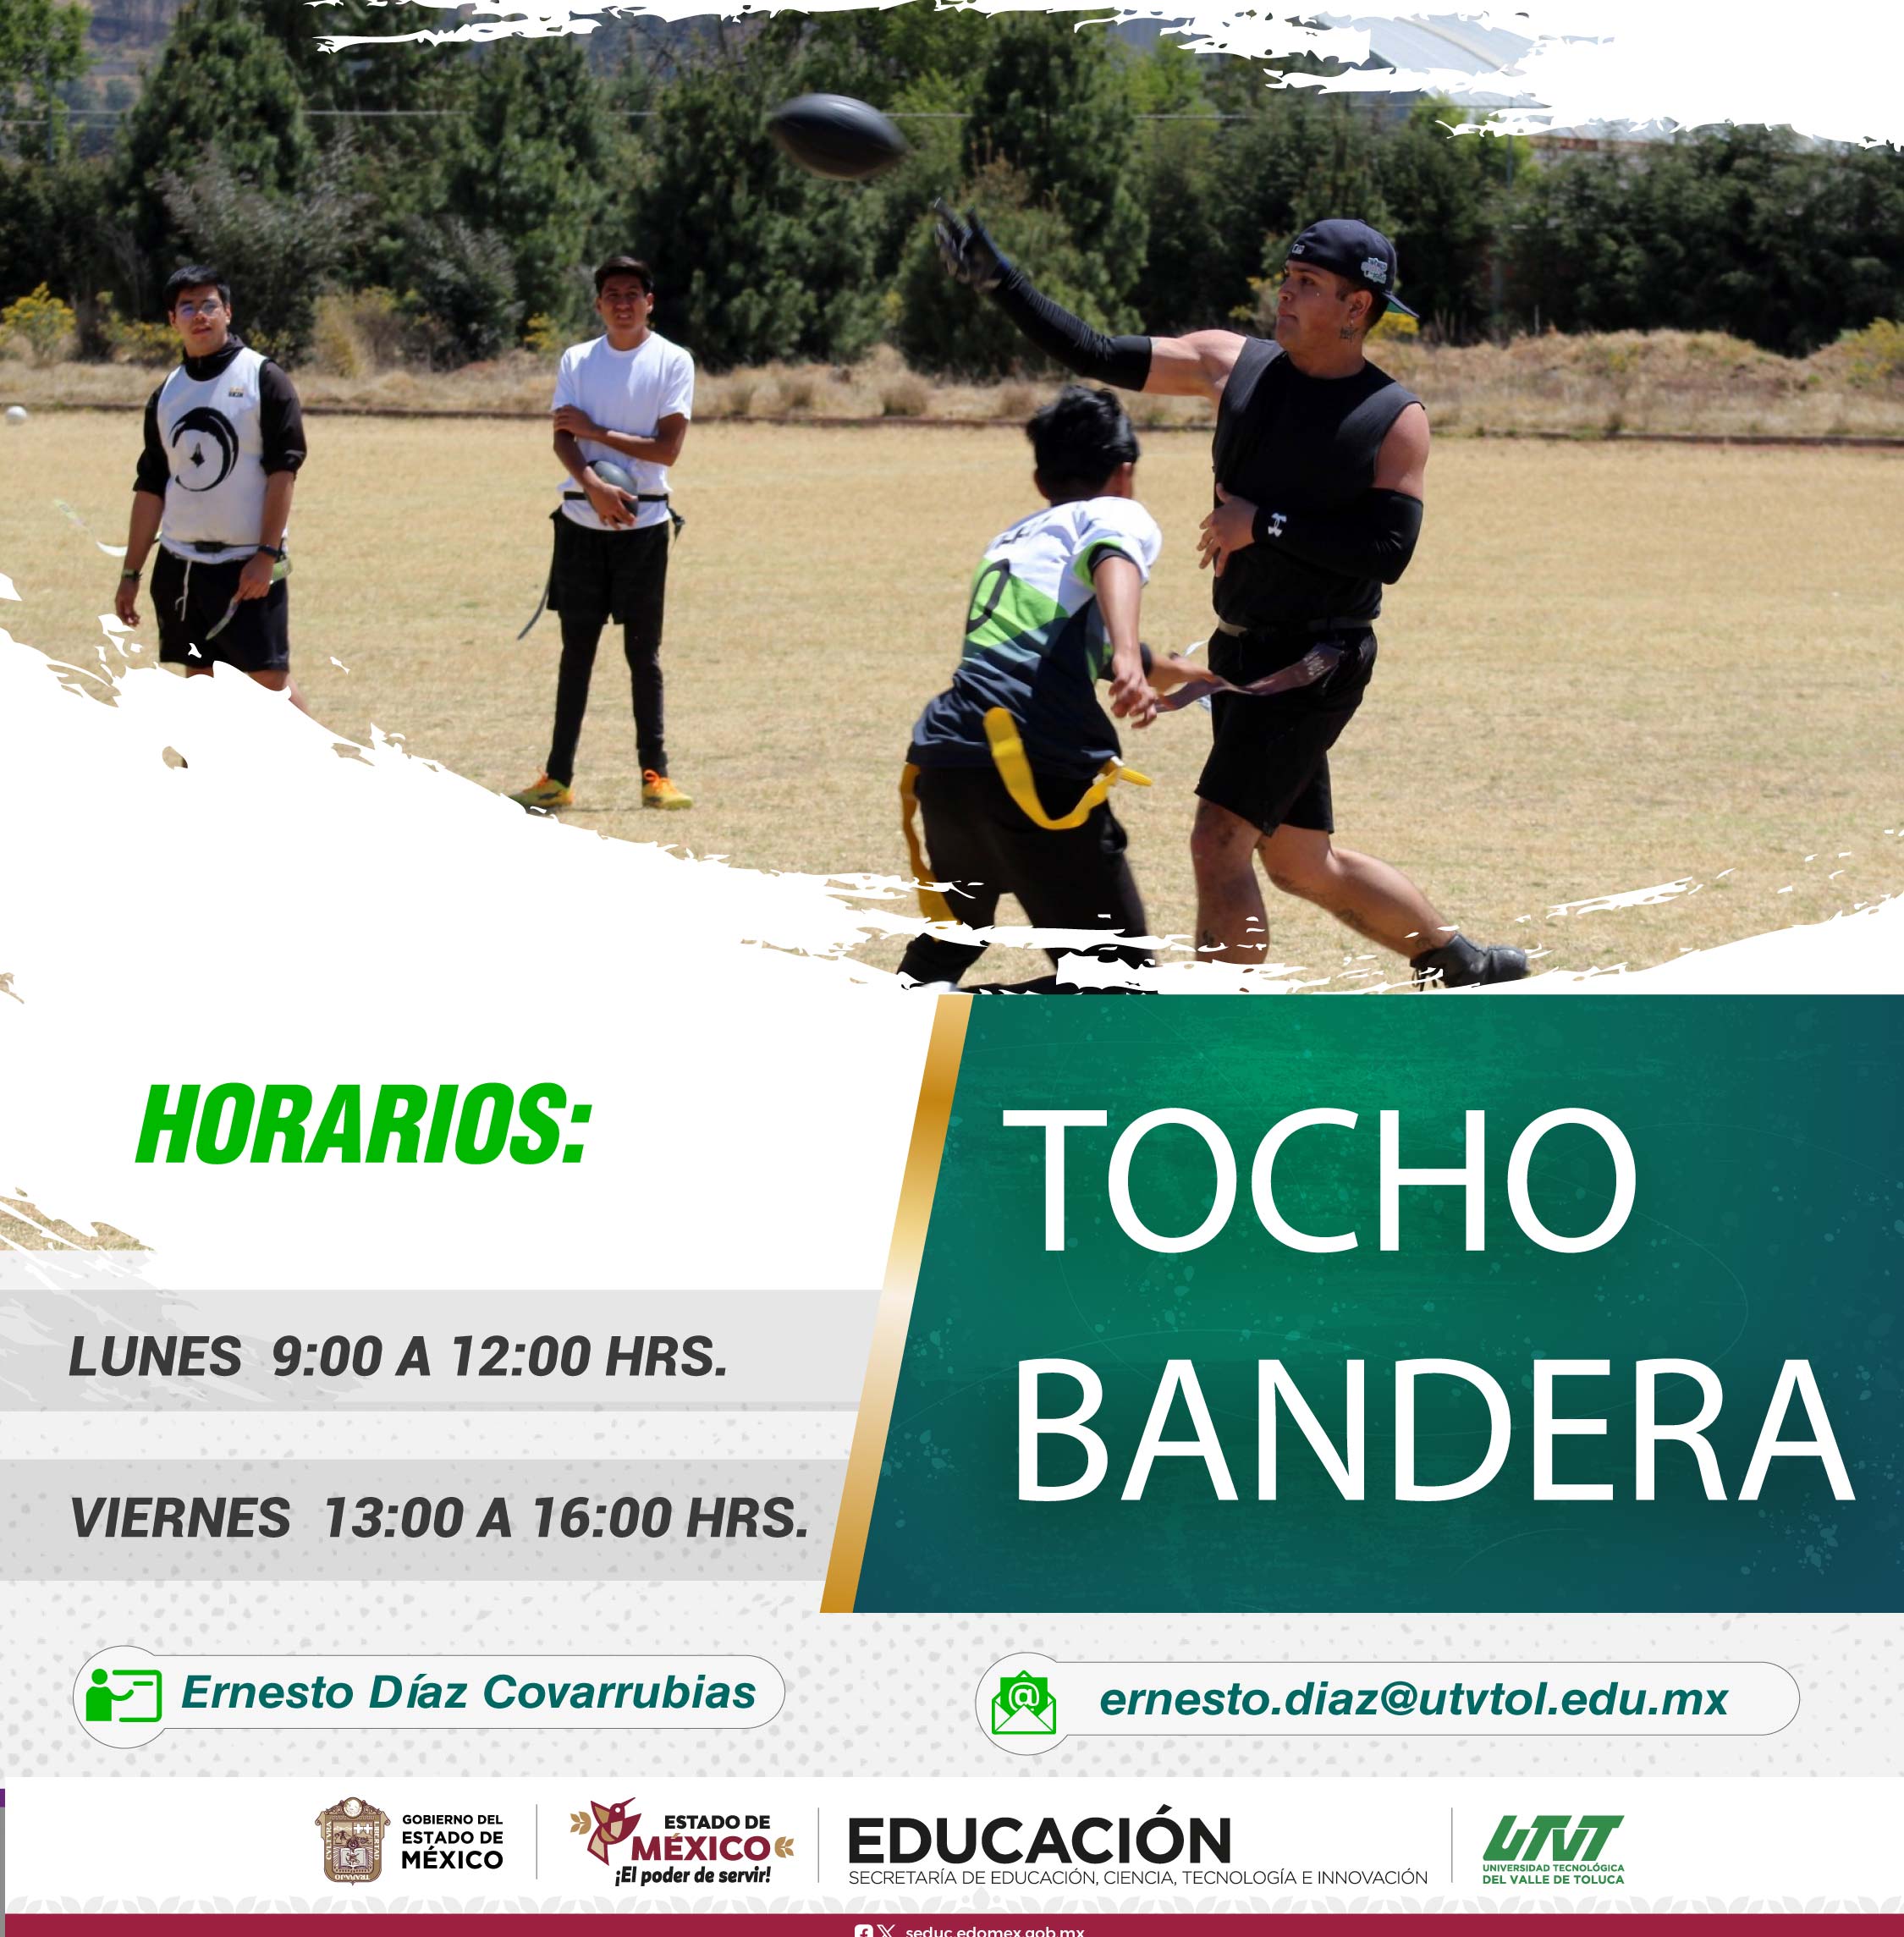 HORARIOS:
LUNES 9:00 A 12:00 HRS.
VIERNES 13:00 A 16:00 HRS.
TOCHO
BANDERA
Ernesto Díaz Covarrubias
ernesto.diaz@utvtol.edu.mx
GOBIERNO DEL
ESTADO DE
MÉXICO
ESTADO DE
MÉXICO
¡El poder de servir!
EDUCACIÓN
SECRETARÍA DE EDUCACIÓN, CIENCIA, TECNOLOGÍA E INNOVACIÓN
UTVT
UNIVERSIDAD TECNOLÓGICA
DEL VALLE DE TOLUCA
seduc.edomex.gob.mx